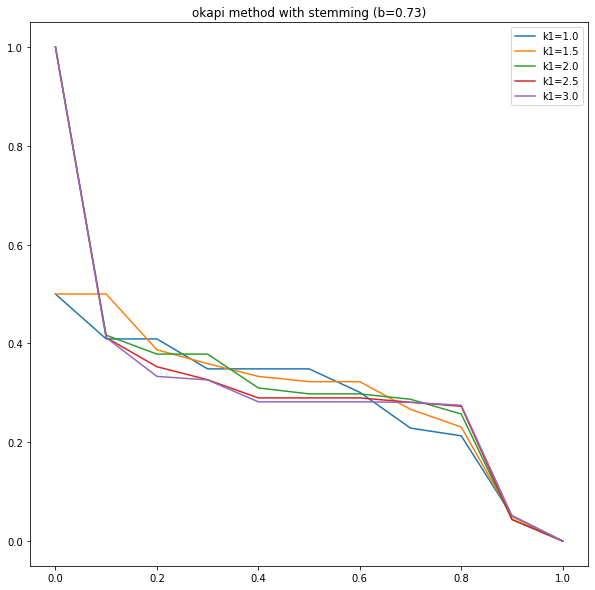 okapi method with stemming (b=0.73)
k1=1.0
k1=1.5
k1=2.0
k1=2.5
k1=3.0
1.0
0.8
0.6
0.4
0.2
0.0
0.0 0.2 0.4 0.6 0.8 1.0